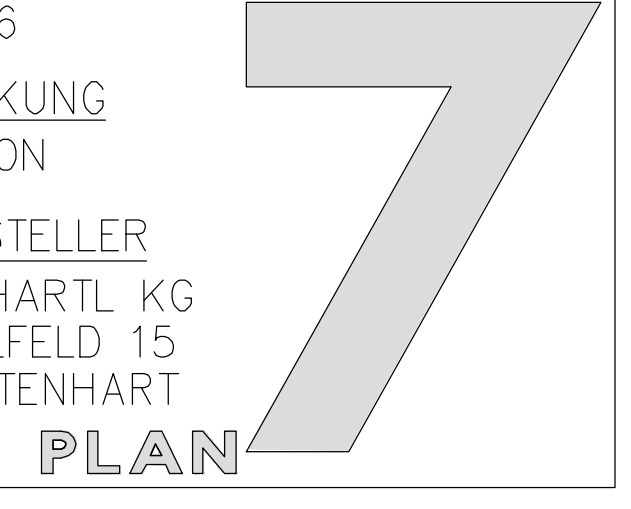 6
KUNG
ON
STELLER
HARTL KG
LFELD 15
TENHART
PLAN 7